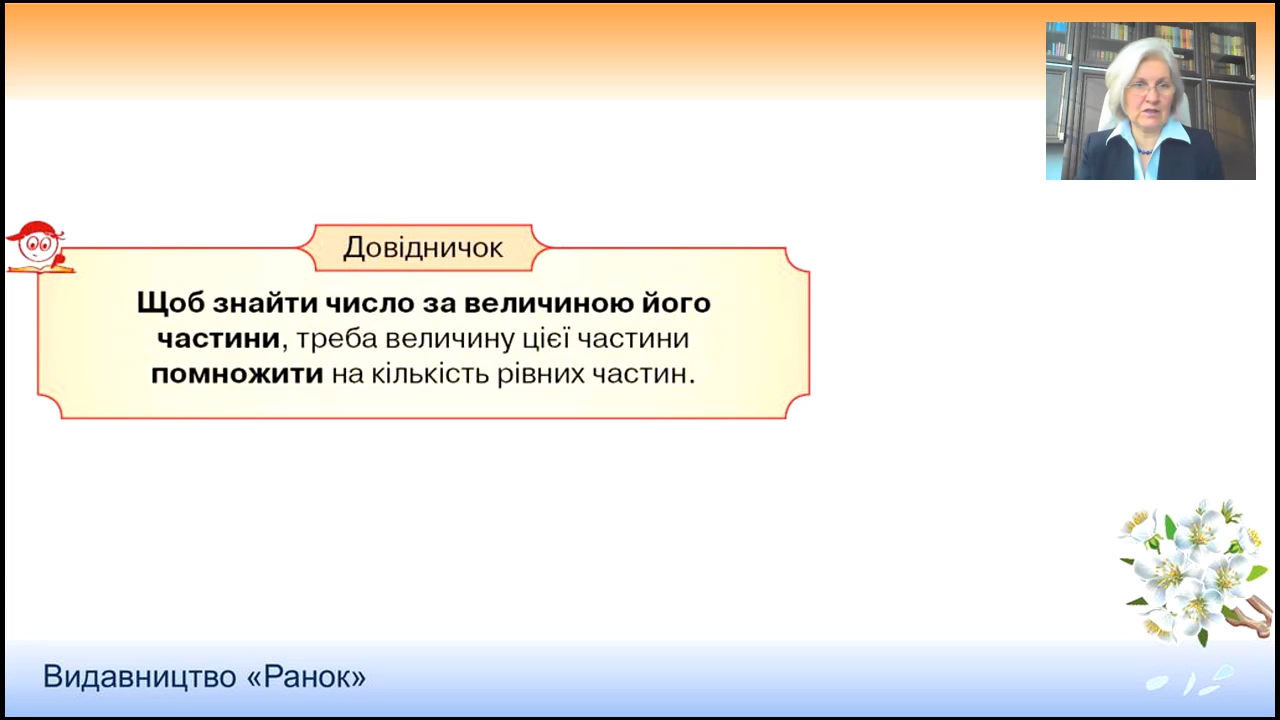 Довідничок
Щоб знайти число за величиною його
частини, треба величину цієї частини
помножити на кількість рівних частин.
Видавництво «Ранок»